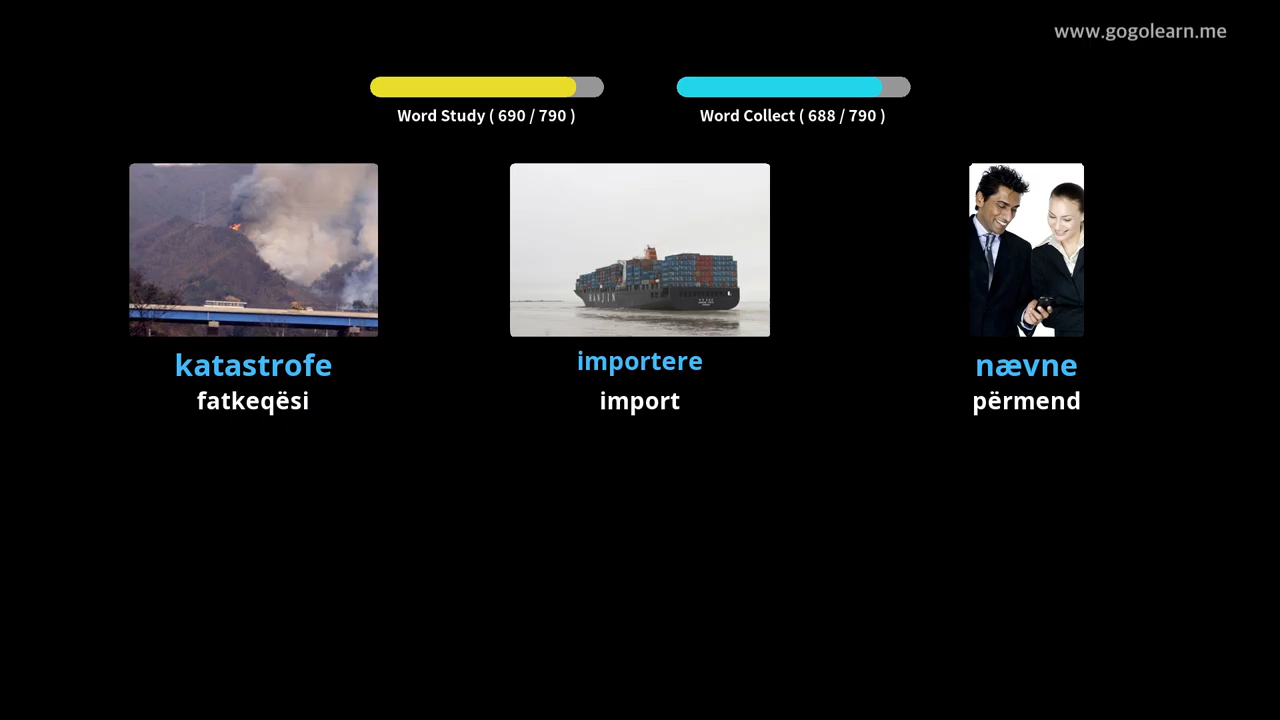 www.gogolearn.me
Word Study ( 690 / 790 )
Word Collect ( 688 / 790 )
katastrofe
fatkeqësi
importere
import
nævne
përmend